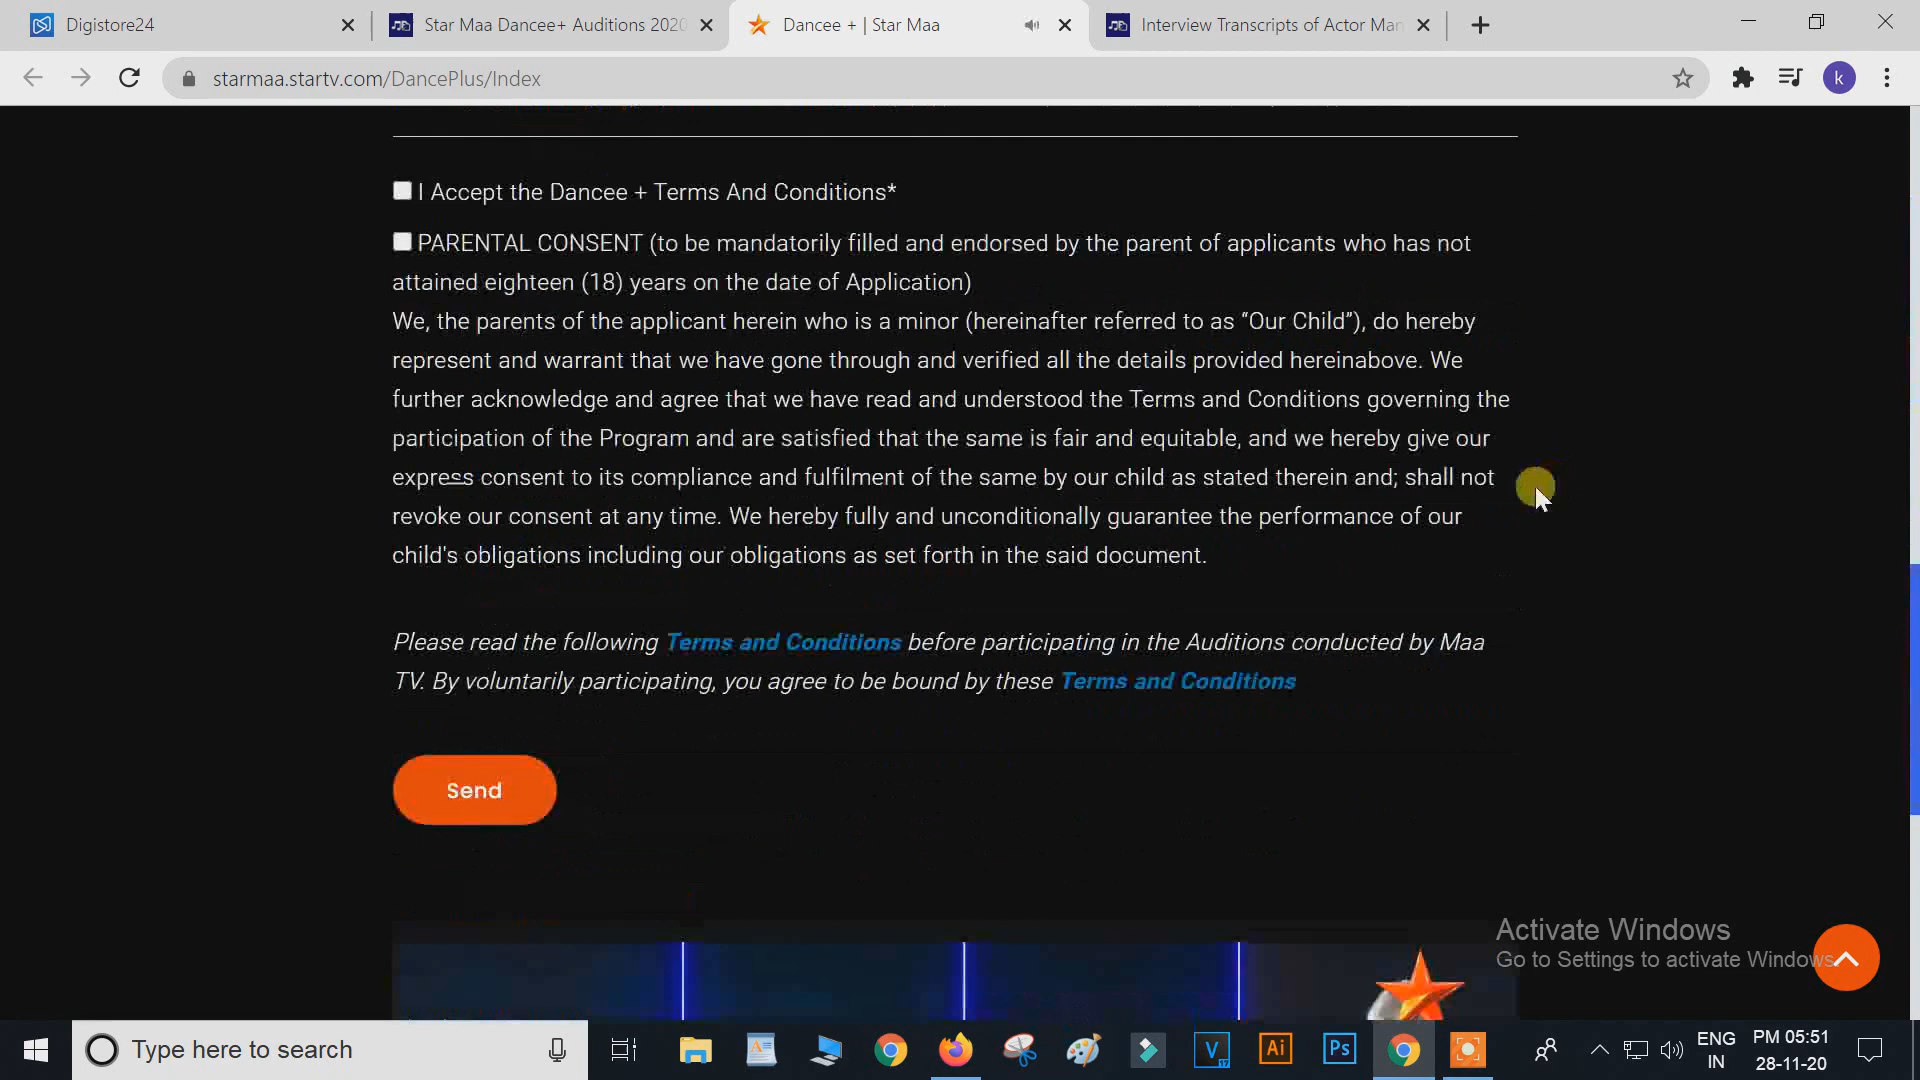 Digistore24
Star Maa Dancee+ Auditions 2020
Dancee + | Star Maa
Interview Transcripts of Actor Man
starmaa.startv.com/DancePlus/Index
k
I Accept the Dancee + Terms And Conditions*
PARENTAL CONSENT (to be mandatorily filled and endorsed by the parent of applicants who has not
attained eighteen (18) years on the date of Application)
We, the parents of the applicant herein who is a minor (hereinafter referred to as “Our Child”), do hereby
represent and warrant that we have gone through and verified all the details provided hereinabove. We
further acknowledge and agree that we have read and understood the Terms and Conditions governing the
participation of the Program and are satisfied that the same is fair and equitable, and we hereby give our
express consent to its compliance and fulfilment of the same by our child as stated therein and; shall not
revoke our consent at any time. We hereby fully and unconditionally guarantee the performance of our
child's obligations including our obligations as set forth in the said document.
Please read the following Terms and Conditions before participating in the Auditions conducted by Maa
TV. By voluntarily participating, you agree to be bound by these Terms and Conditions
Send
Activate Windows
Go to Settings to activate Windows
Type here to search
V
Ai
Ps
ENG
IN
PM 05:51
28-11-20